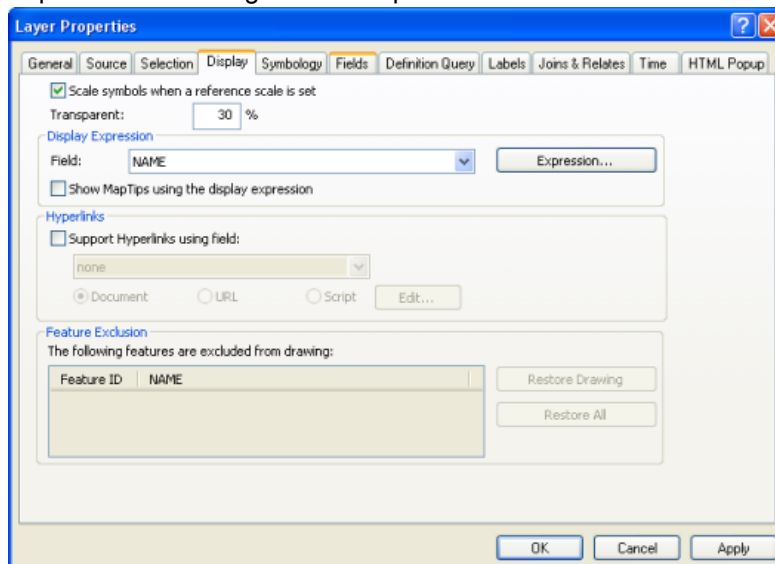 Layer Properties
General Source Selection Display Symbology Fields Definition Query Labels Joins & Relates Time HTML Popup
Scale symbols when a reference scale is set
Transparent: 30 %
Display Expression
Field: NAME Expression...
Show MapTips using the display expression
Hyperlinks
Support Hyperlinks using field:
none
Document URL Script Edit...
Feature Exclusion
The following features are excluded from drawing:
Feature ID NAME
Restore Drawing
Restore All
OK Cancel Apply